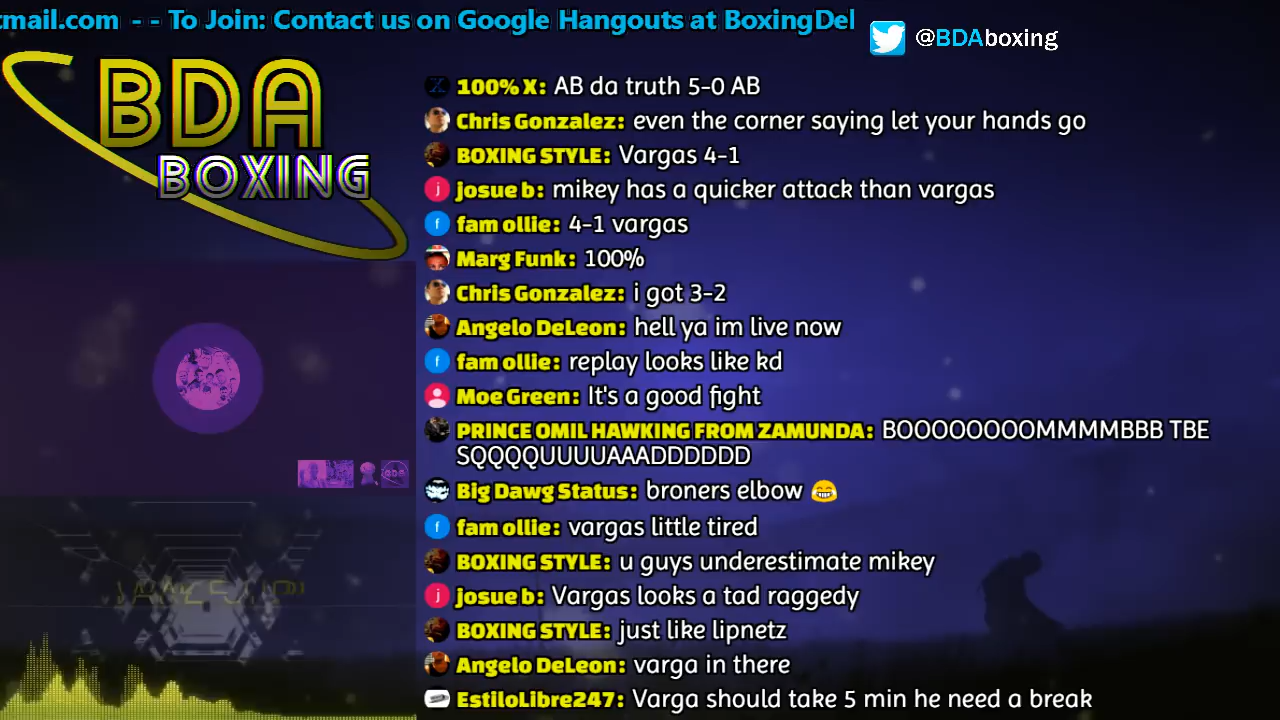 tmail.com - - To Join: Contact us on Google Hangouts at BoxingDel
@BDAboxing
BDA
BOXING
100% X: AB da truth 5-0 AB
Chris Gonzalez: even the corner saying let your hands go
BOXING STYLE: Vargas 4-1
josue b: mikey has a quicker attack than vargas
fam ollie: 4-1 vargas
Marg Funk: 100%
Chris Gonzalez: i got 3-2
Angelo DeLeon: hell ya im live now
fam ollie: replay looks like kd
Moe Green: It's a good fight
PRINCE OMIL HAWKING FROM ZAMUNDA: BOOOOOOOOMMMMBBB TBE
SQQQQUUUUAAADDDDDD
Big Dawg Status: broners elbow 😂
fam ollie: vargas little tired
BOXING STYLE: u guys underestimate mikey
josue b: Vargas looks a tad raggedy
BOXING STYLE: just like lipnetz
Angelo DeLeon: varga in there
EstiloLibre247: Varga should take 5 min he need a break